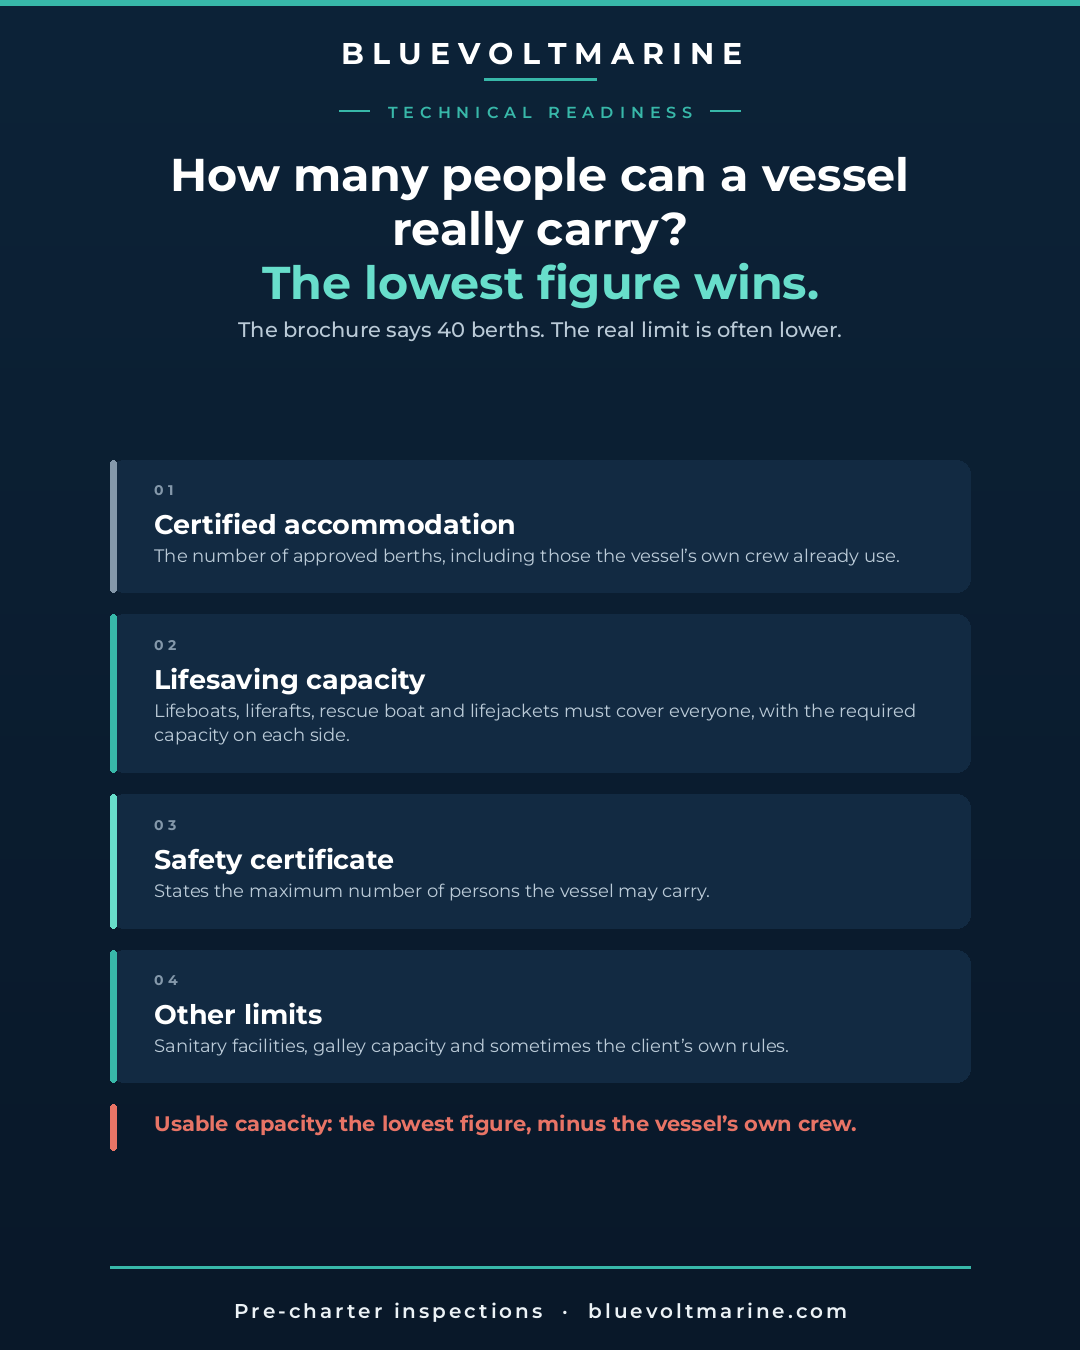 BLUEVOLTMARINE
TECHNICAL READINESS
How many people can a vessel
really carry?
The lowest figure wins.
The brochure says 40 berths. The real limit is often lower.
01
Certified accommodation
The number of approved berths, including those the vessel’s own crew already use.
02
Lifesaving capacity
Lifeboats, liferafts, rescue boat and lifejackets must cover everyone, with the required
capacity on each side.
03
Safety certificate
States the maximum number of persons the vessel may carry.
04
Other limits
Sanitary facilities, galley capacity and sometimes the client’s own rules.
Usable capacity: the lowest figure, minus the vessel’s own crew.
Pre-charter inspections · bluevoltmarine.com